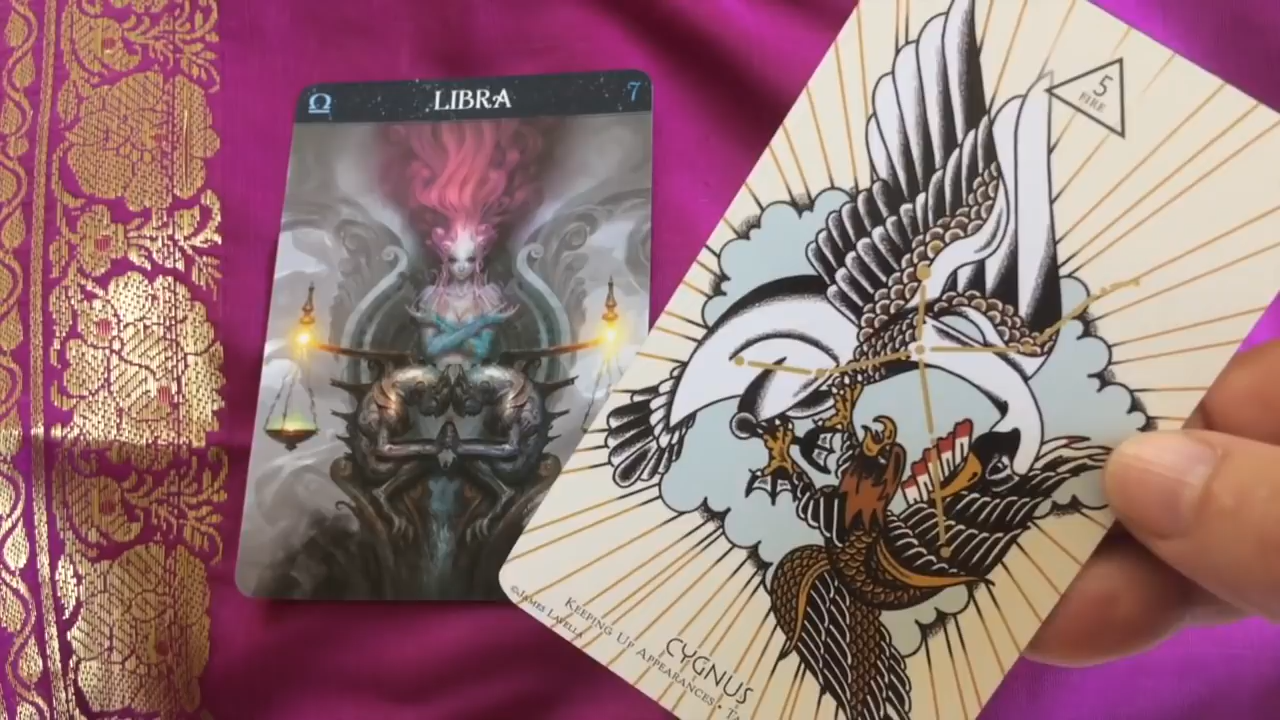 LIBRA
7
5
FIRE
CYGNUS
KEEPING UP APPEARANCES •
©JAMES LAVELLA